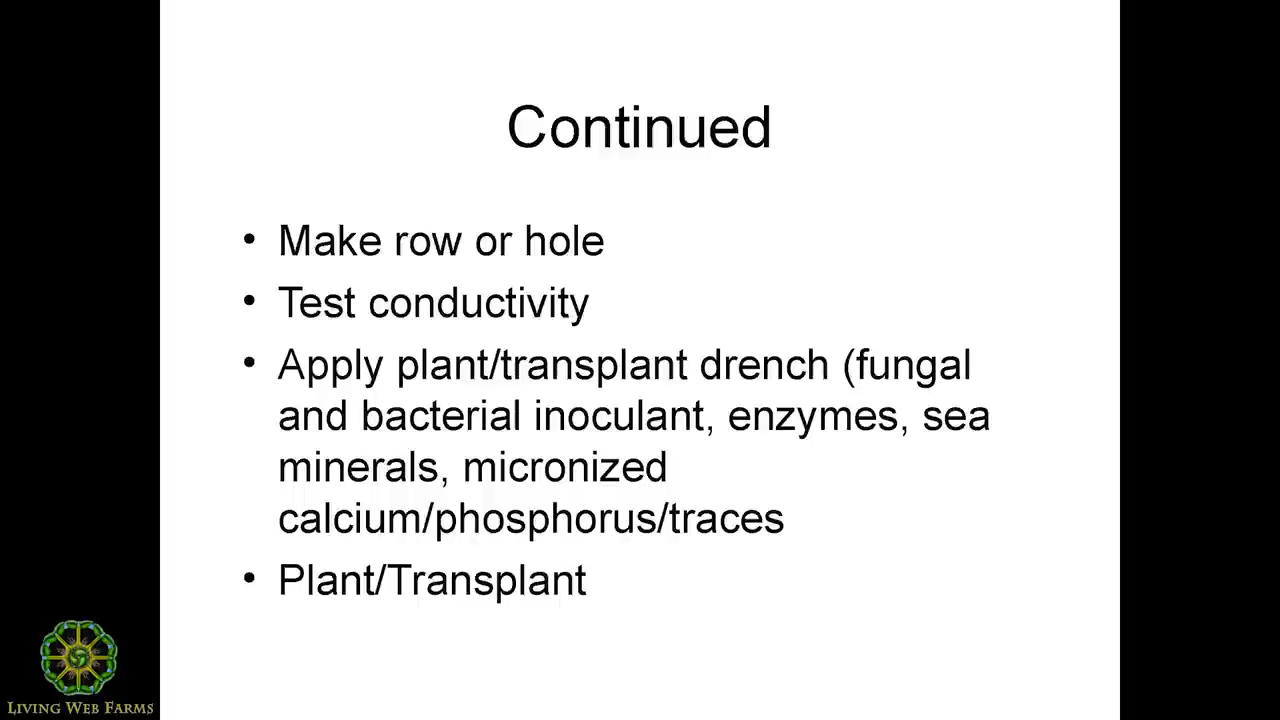 Continued
• Make row or hole
• Test conductivity
• Apply plant/transplant drench (fungal
and bacterial inoculant, enzymes, sea
minerals, micronized
calcium/phosphorus/traces
• Plant/Transplant
LIVING WEB FARMS